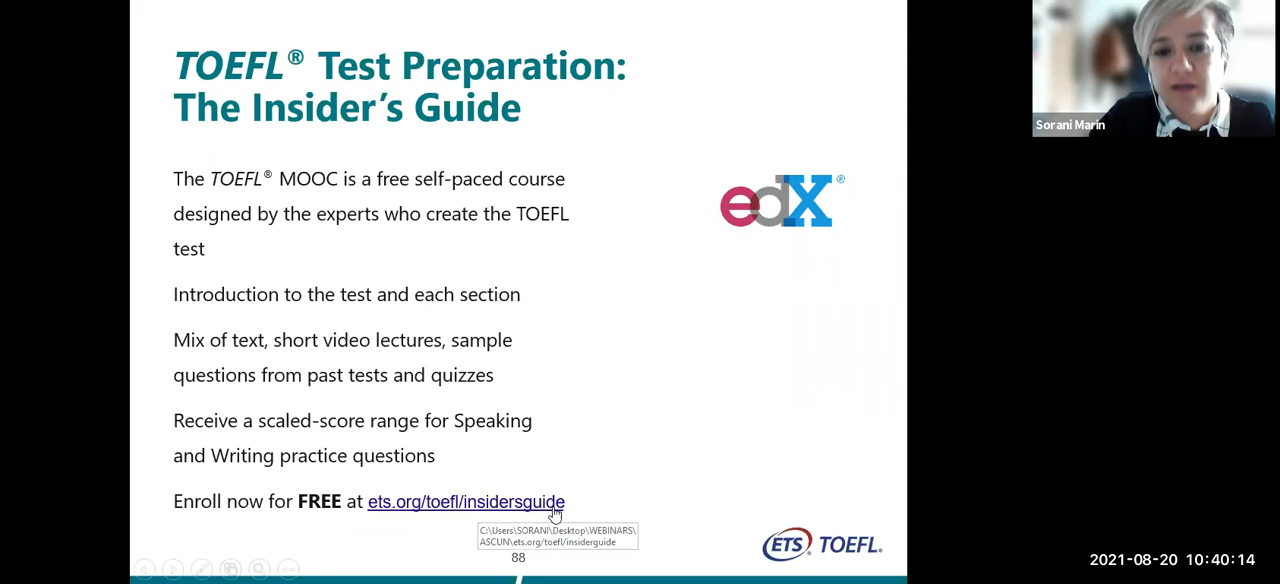 TOEFL® Test Preparation:
The Insider's Guide
The TOEFL® MOOC is a free self-paced course
designed by the experts who create the TOEFL
test
Introduction to the test and each section
Mix of text, short video lectures, sample
questions from past tests and quizzes
Receive a scaled-score range for Speaking
and Writing practice questions
Enroll now for FREE at ets.org/toefl/insidersguide
C:\Users\SORANI\Desktop\WEBINARS\
ASCUN\ets.org/toefl/insiderguide
88
edX®
ETS® TOEFL®
Sorani Marin
2021-08-20 10:40:14